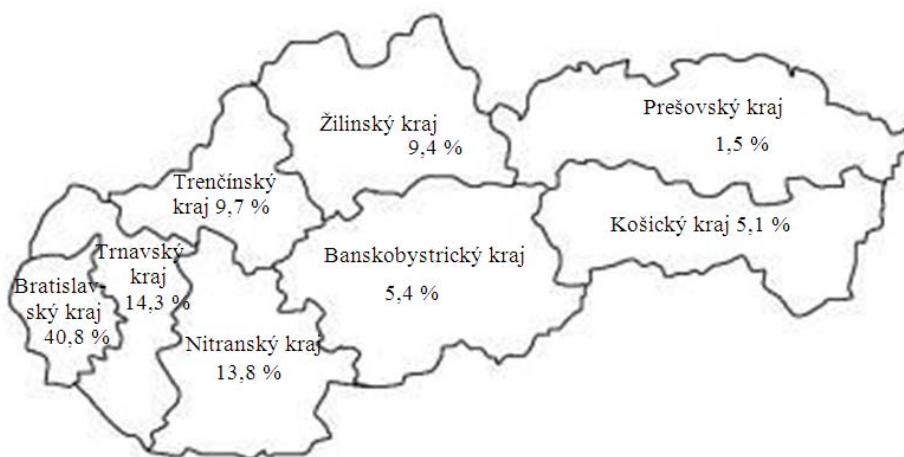 Prešovský kraj
1,5 %
Žilinský kraj
9,4 %
Trenčínský
kraj 9,7 %
Košický kraj 5,1 %
Banskobystrický kraj
5,4 %
Trnavský
kraj
14,3 %
Bratislav-
ský kraj
40,8 %
Nitranský kraj
13,8 %